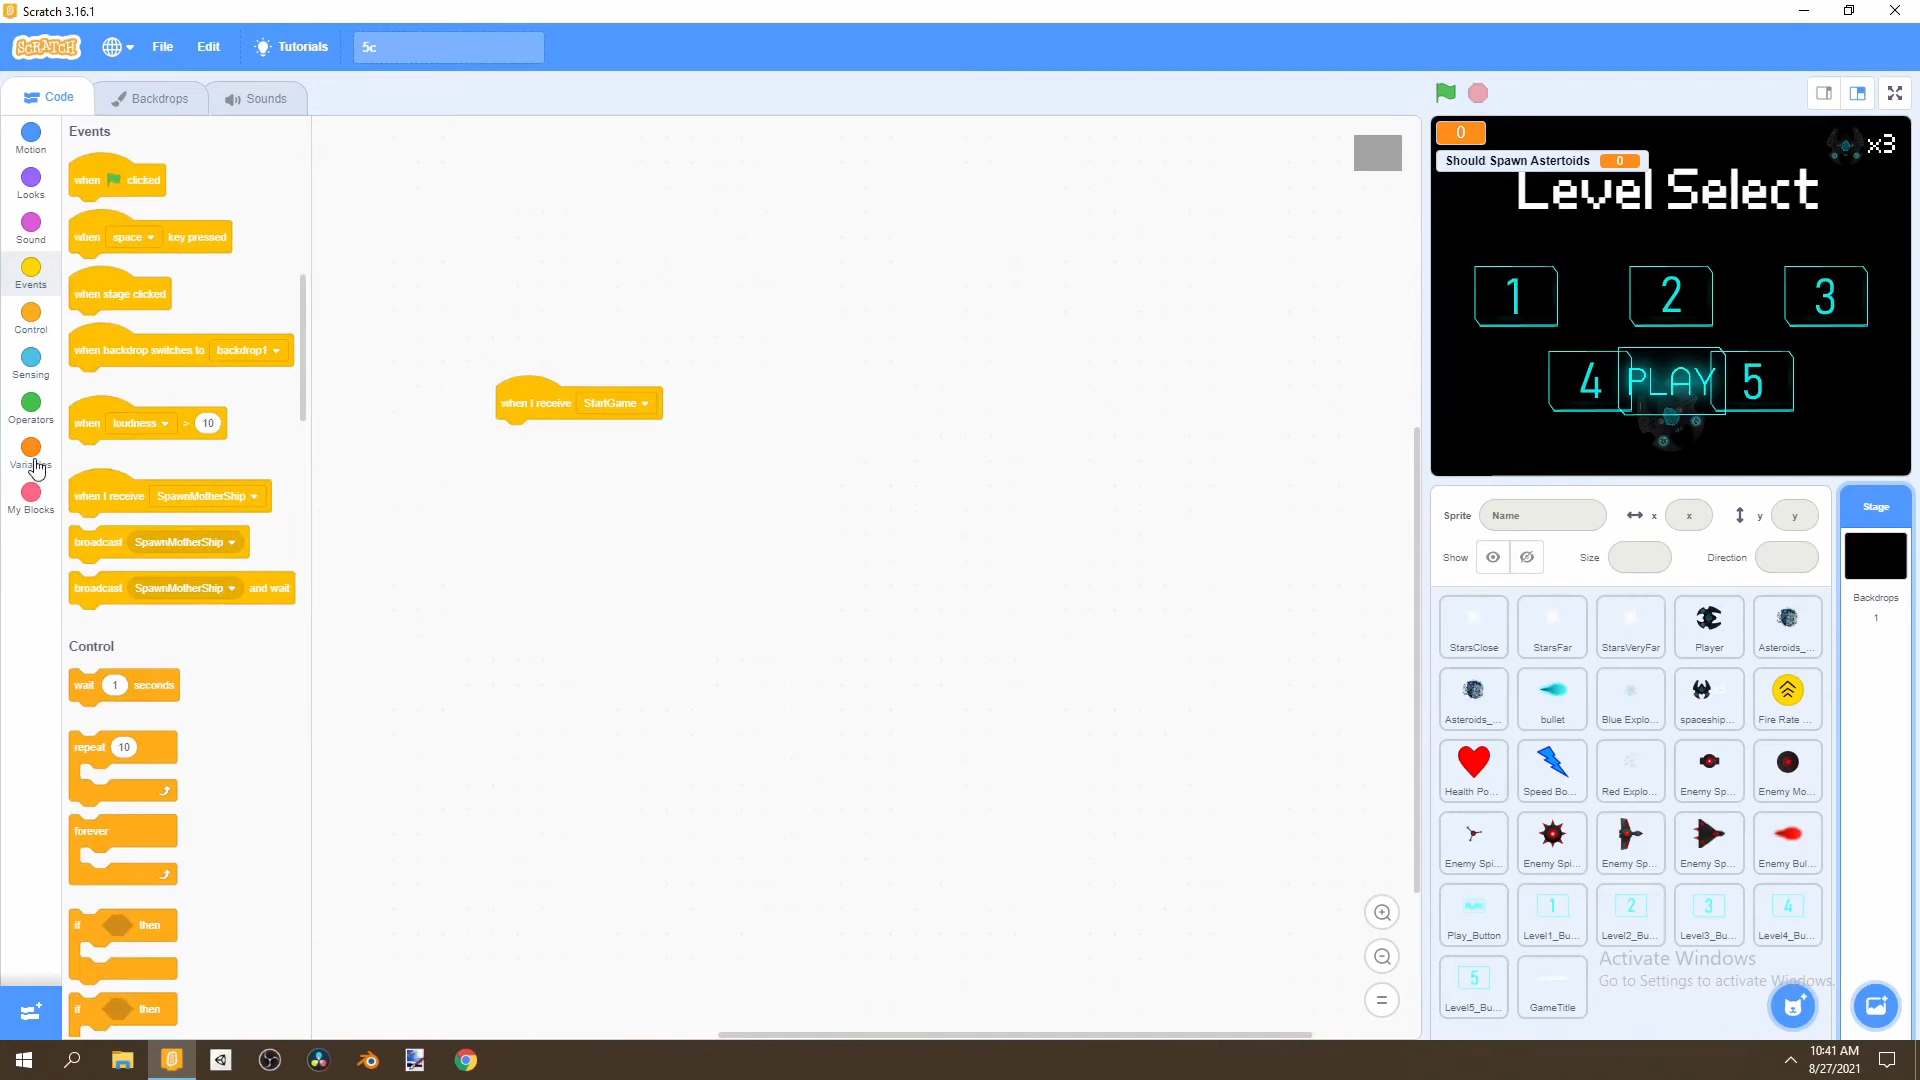 Scratch 3.16.1
SCRATCH
File
Edit
Tutorials
5c
Code
Backdrops
Sounds
Motion
Looks
Sound
Events
Control
Sensing
Operators
Variables
My Blocks
Events
when clicked
when space key pressed
when stage clicked
when backdrop switches to backdrop1
when loudness > 10
when I receive SpawnMotherShip
broadcast SpawnMotherShip
broadcast SpawnMotherShip and wait
Control
wait 1 seconds
repeat 10
forever
if then
if then
when I receive StartGame
0
Should Spawn Astertoids 0
x3
Level Select
1
2
3
4
PLAY
5
Sprite
Name
x
x
y
y
Show
Size
Direction
Stage
Backdrops
1
StarsClose
StarsFar
StarsVeryFar
Player
Asteroids_...
Asteroids_...
bullet
Blue Explo...
spaceship...
Fire Rate ...
Health Po...
Speed Bo...
Red Explo...
Enemy Sp...
Enemy Mo...
Enemy Spi...
Enemy Spi...
Enemy Sp...
Enemy Sp...
Enemy Bul...
PLAY
Play_Button
1
Level1_Bu...
2
Level2_Bu...
3
Level3_Bu...
4
Level4_Bu...
5
Level5_Bu...
GameTitle
Activate Windows
Go to Settings to activate Windows.
10:41 AM
8/27/2021